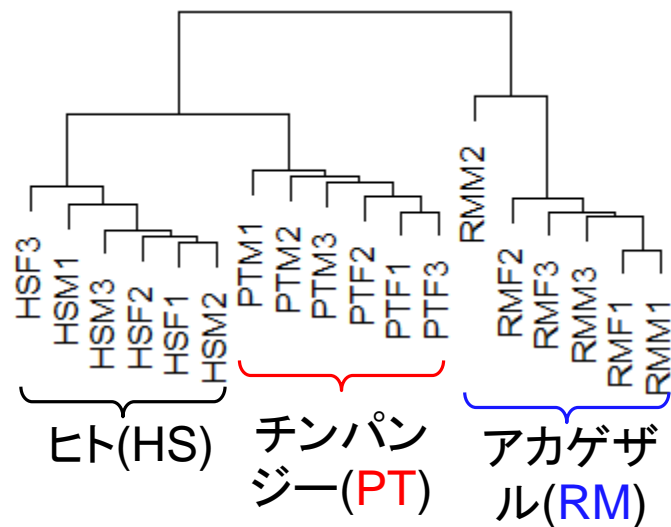 HSF3
HSM1
HSM3
HSF2
HSF1
HSM2
PTM1
PTM2
PTM3
PTF2
PTF1
PTF3
RMM2
RMF2
RMF3
RMM3
RMF1
RMM1
ヒト(HS)
チンパン
ジー(PT)
アカゲザ
ル(RM)